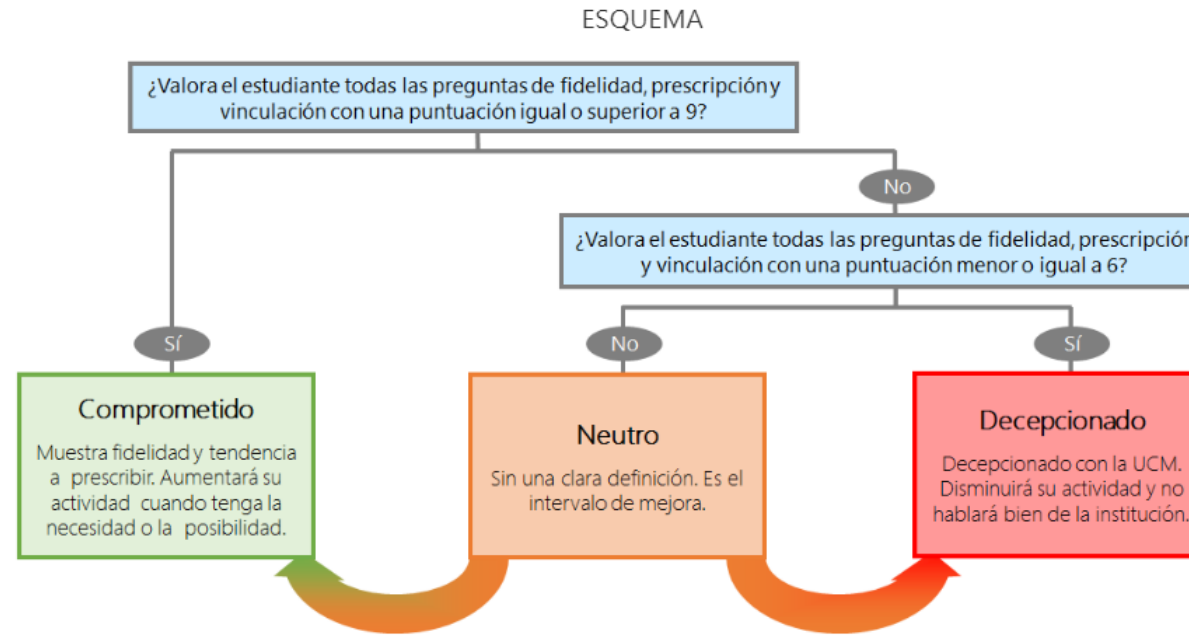 ESQUEMA
¿Valora el estudiante todas las preguntas de fidelidad, prescripción y
vinculación con una puntuación igual o superior a 9?
No
¿Valora el estudiante todas las preguntas de fidelidad, prescripción
y vinculación con una puntuación menor o igual a 6?
Sí
No
Sí
Comprometido
Muestra fidelidad y tendencia
a prescribir. Aumentará su
actividad cuando tenga la
necesidad o la posibilidad.
Neutro
Sin una clara definición. Es el
intervalo de mejora.
Decepcionado
Decepcionado con la UCM.
Disminuirá su actividad y no
hablará bien de la institución.